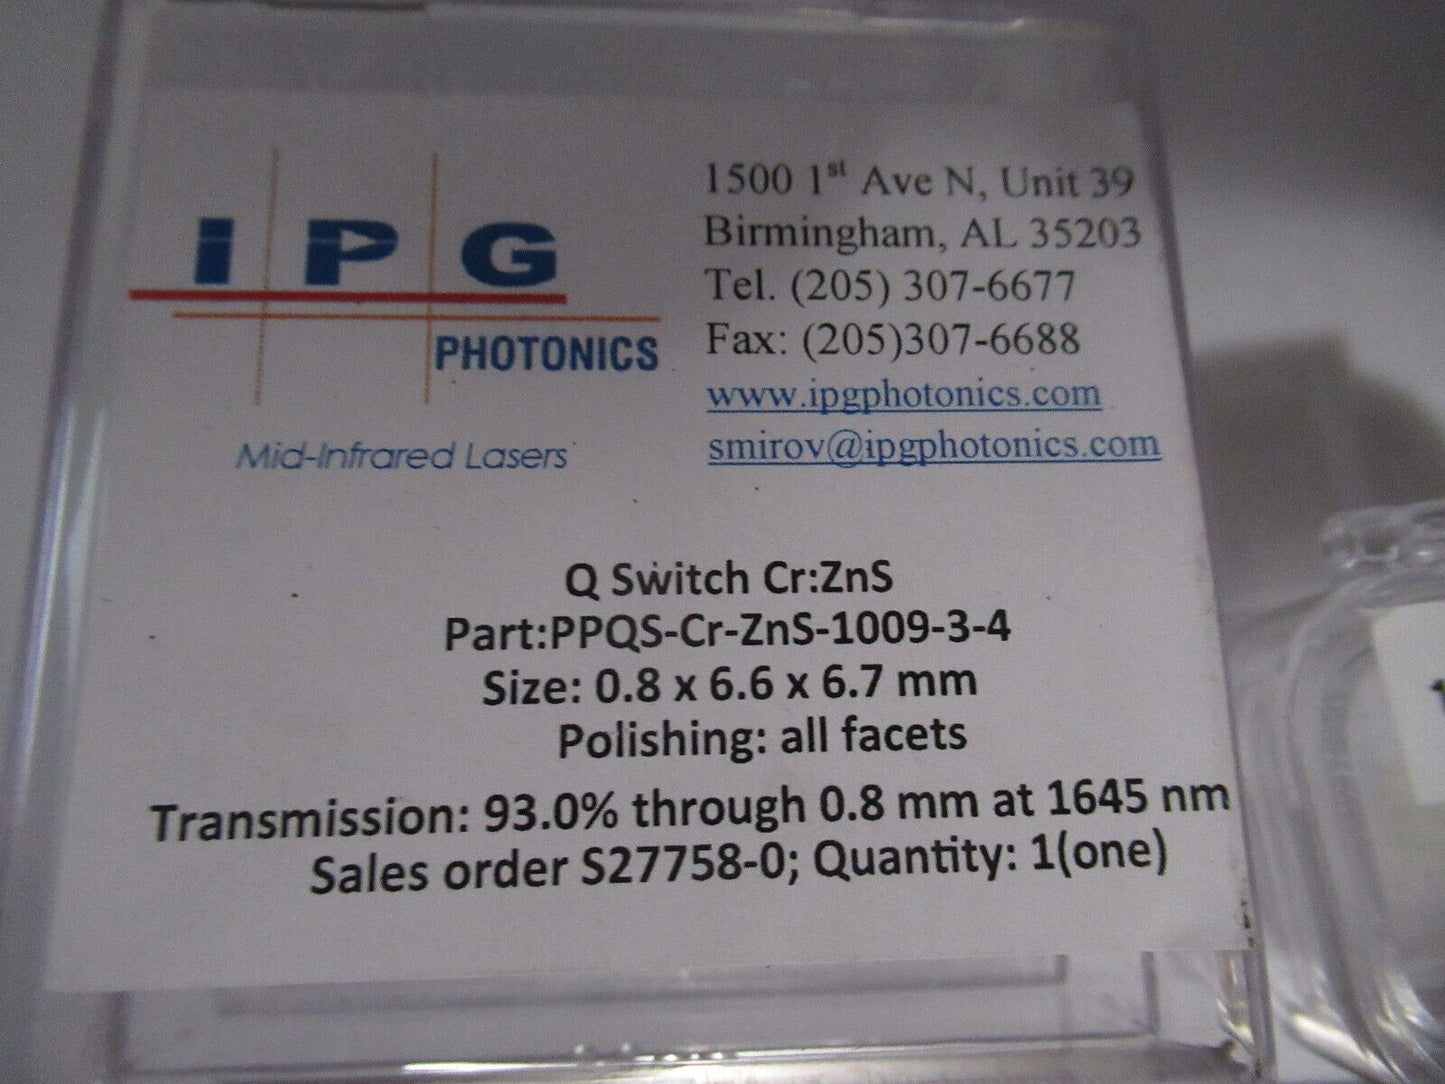 IPG
PHOTONICS
Mid-Infrared Lasers
1500 1st Ave N, Unit 39
Birmingham, AL 35203
Tel. (205) 307-6677
Fax: (205)307-6688
www.ipgphotonics.com
smirov@ipgphotonics.com
Q Switch Cr:ZnS
Part:PPQS-Cr-ZnS-1009-3-4
Size: 0.8 x 6.6 x 6.7 mm
Polishing: all facets
Transmission: 93.0% through 0.8 mm at 1645 nm
Sales order S27758-0; Quantity: 1(one)